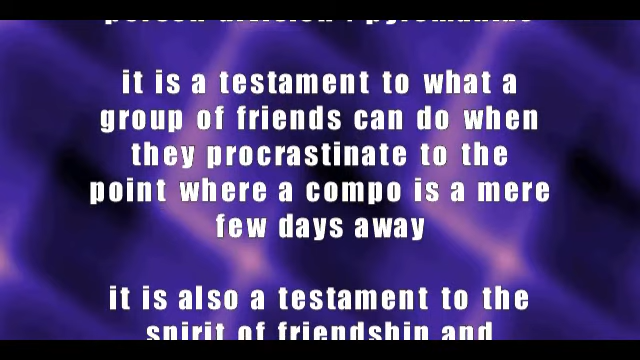 it is a testament to what a
group of friends can do when
they procrastinate to the
point where a compo is a mere
few days away
it is also a testament to the
spirit of friendship and